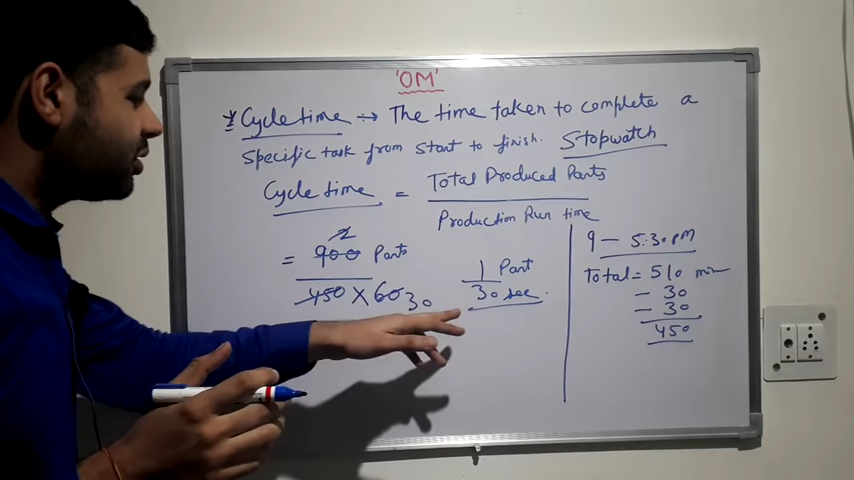 'OM'
* Cycle time → The time taken to complete a
specific task from start to finish. Stopwatch
Cycle time = Total Produced Parts
Production Run time
= 900 2 Parts
450 X 60 30
1 Part
30 sec.
9 — 5:30 PM
Total = 510 min
- 30
- 30
450